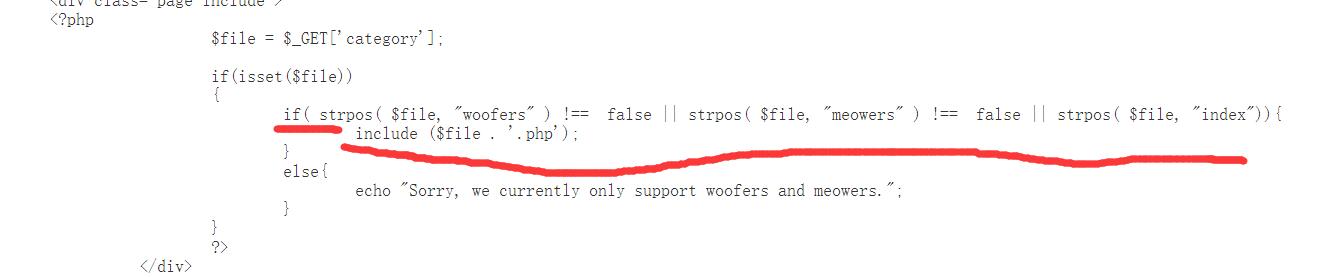 <div class="page include">
<?php
$file = $_GET['category'];
if(isset($file))
{
if( strpos( $file, "woofers" ) !==  false || strpos( $file, "meowers" ) !==  false || strpos( $file, "index")){
include ($file . '.php');
}
else{
echo "Sorry, we currently only support woofers and meowers.";
}
}
?>
</div>